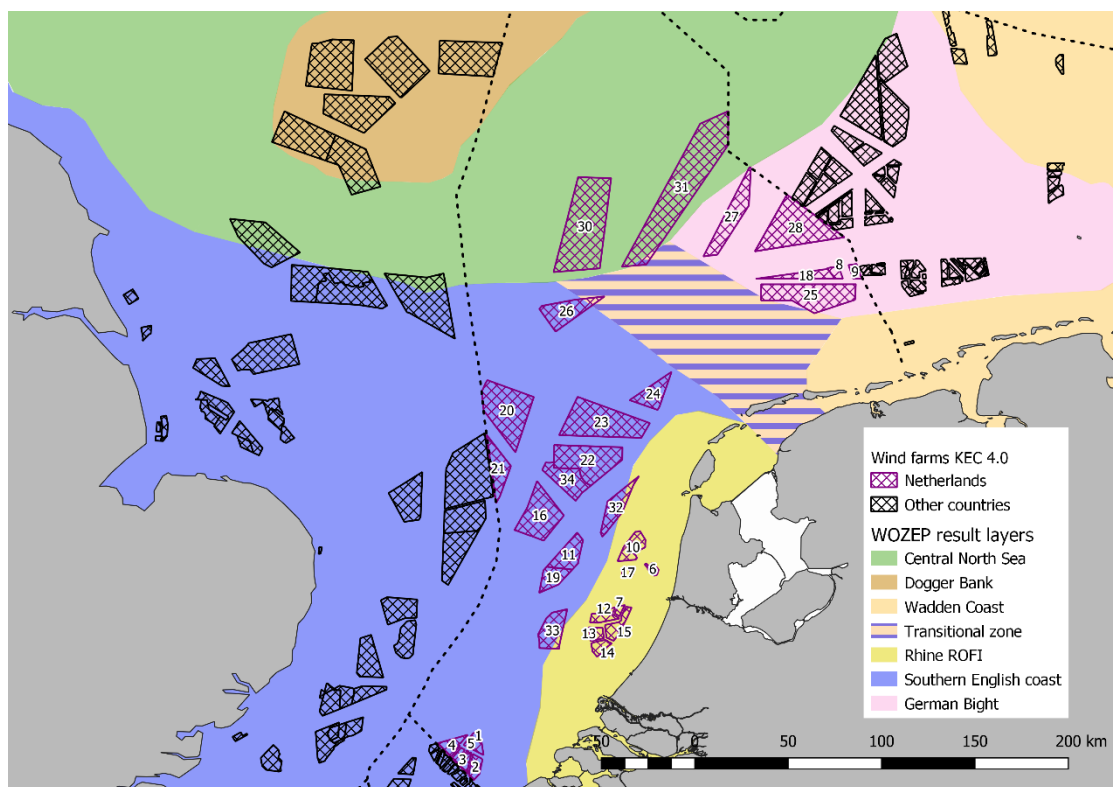 31
30
27
28
8
9
18
25
26
24
20
23
22
21
34
16
32
11
10
19
17
6
7
12
33
13
15
14
1
4
5
3
2
Wind farms KEC 4.0
Netherlands
Other countries
WOZEP result layers
Central North Sea
Dogger Bank
Wadden Coast
Transitional zone
Rhine ROFI
Southern English coast
German Bight
50 0 50 100 150 200 km